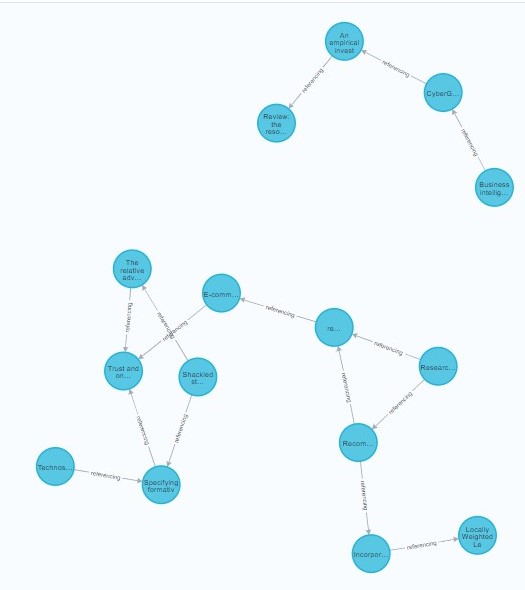 An
empirical
invest
referencing
referencing
CyberG...
Review:
the
reso...
referencing
Business
intellig...
The
relative
adv...
E-comm...
referencing
referencing
referencing
referencing
re...
referencing
Trust and
on...
Shackled
st...
Researc...
referencing
referencing
referencing
referencing
Recom...
Technos...
referencing
Specifying
formativ
referencing
Incorpor...
referencing
Locally
Weighted
Le